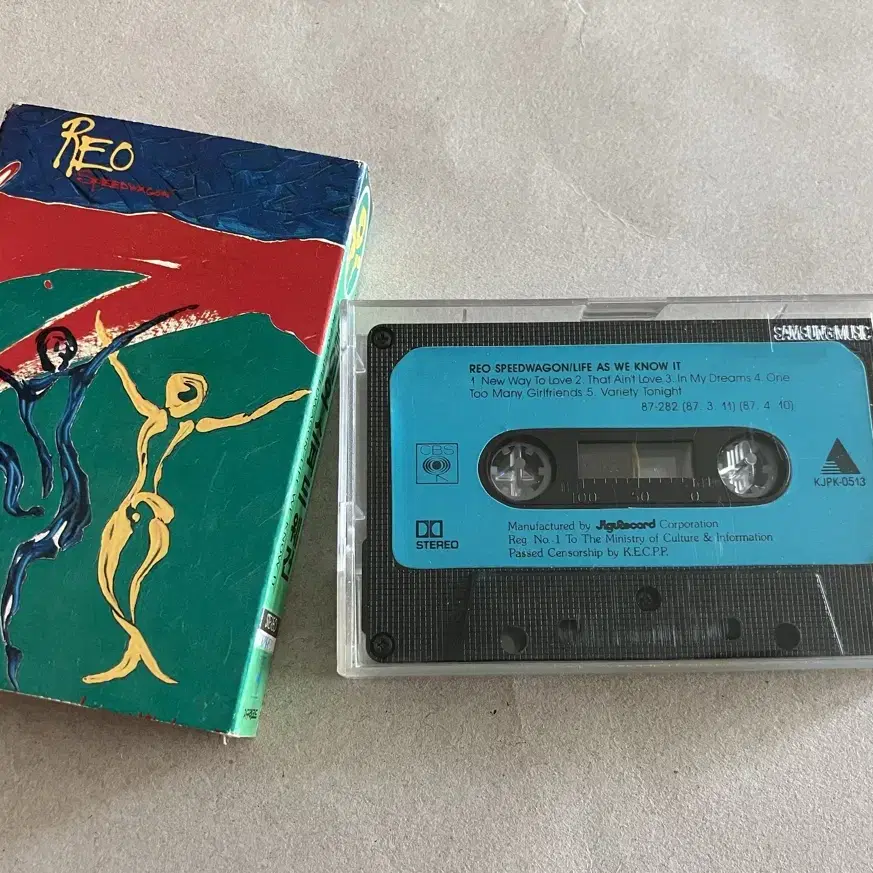 REO
SPEEDWAGON
SAMSUNG MUSIC
REO SPEEDWAGON/LIFE AS WE KNOW IT
1. New Way To Love 2. That Ain't Love 3. In My Dreams 4. One
Too Many Girlfriends 5. Variety Tonight
87-282 (87. 3. 11) (87. 4. 10)
CBS
KJPK-0513
100 50 0
STEREO
Manufactured by Jigu Record Corporation
Reg. No. 1 To The Ministry of Culture & Information
Passed Censorship by K.E.C.P.P.